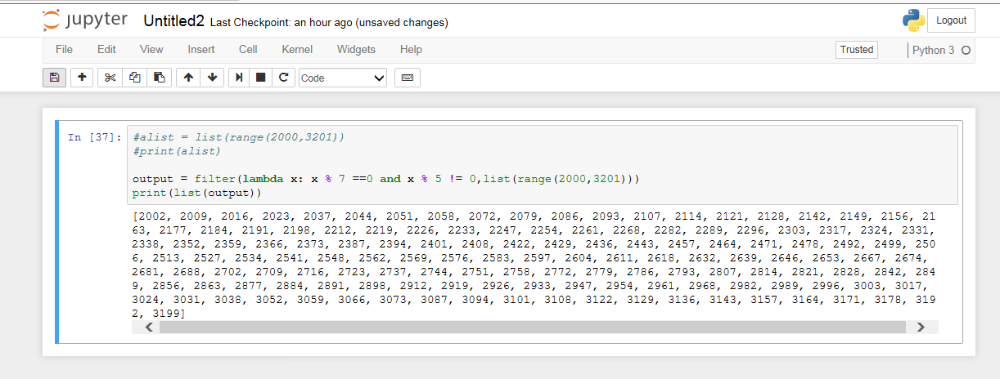 jupyter Untitled2 Last Checkpoint: an hour ago (unsaved changes) Logout
File Edit View Insert Cell Kernel Widgets Help Trusted Python 3
Code
In [37]: #alist = list(range(2000,3201))
#print(alist)
output = filter(lambda x: x % 7 ==0 and x % 5 != 0,list(range(2000,3201)))
print(list(output))
[2002, 2009, 2016, 2023, 2037, 2044, 2051, 2058, 2072, 2079, 2086, 2093, 2107, 2114, 2121, 2128, 2142, 2149, 2156, 21
63, 2177, 2184, 2191, 2198, 2212, 2219, 2226, 2233, 2247, 2254, 2261, 2268, 2282, 2289, 2296, 2303, 2317, 2324, 2331,
2338, 2352, 2359, 2366, 2373, 2387, 2394, 2401, 2408, 2422, 2429, 2436, 2443, 2457, 2464, 2471, 2478, 2492, 2499, 250
6, 2513, 2527, 2534, 2541, 2548, 2562, 2569, 2576, 2583, 2597, 2604, 2611, 2618, 2632, 2639, 2646, 2653, 2667, 2674,
2681, 2688, 2702, 2709, 2716, 2723, 2737, 2744, 2751, 2758, 2772, 2779, 2786, 2793, 2807, 2814, 2821, 2828, 2842, 284
9, 2856, 2863, 2877, 2884, 2891, 2898, 2912, 2919, 2926, 2933, 2947, 2954, 2961, 2968, 2982, 2989, 2996, 3003, 3017,
3024, 3031, 3038, 3052, 3059, 3066, 3073, 3087, 3094, 3101, 3108, 3122, 3129, 3136, 3143, 3157, 3164, 3171, 3178, 319
2, 3199]